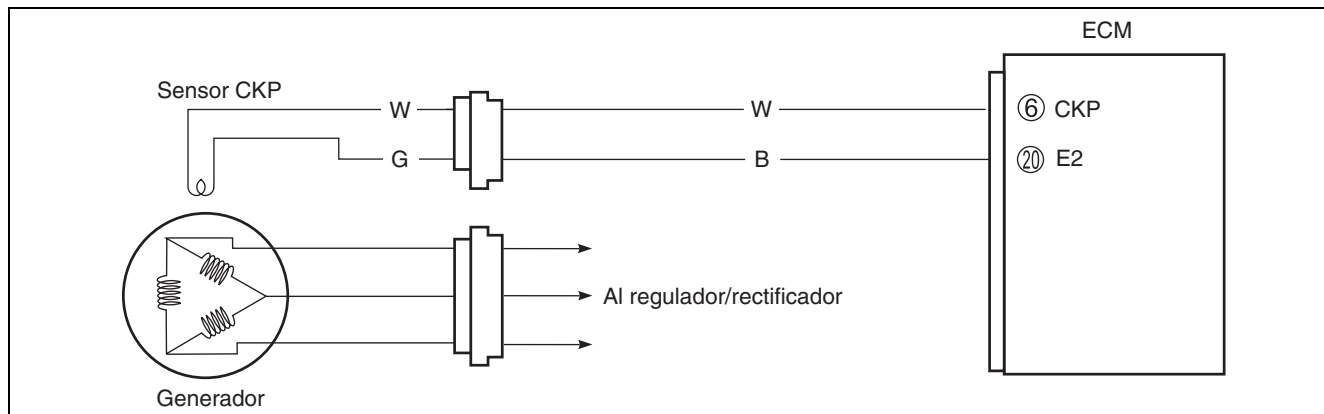 ECM
Sensor CKP
W
W
⑥ CKP
G
B
⑳ E2
Al regulador/rectificador
Generador